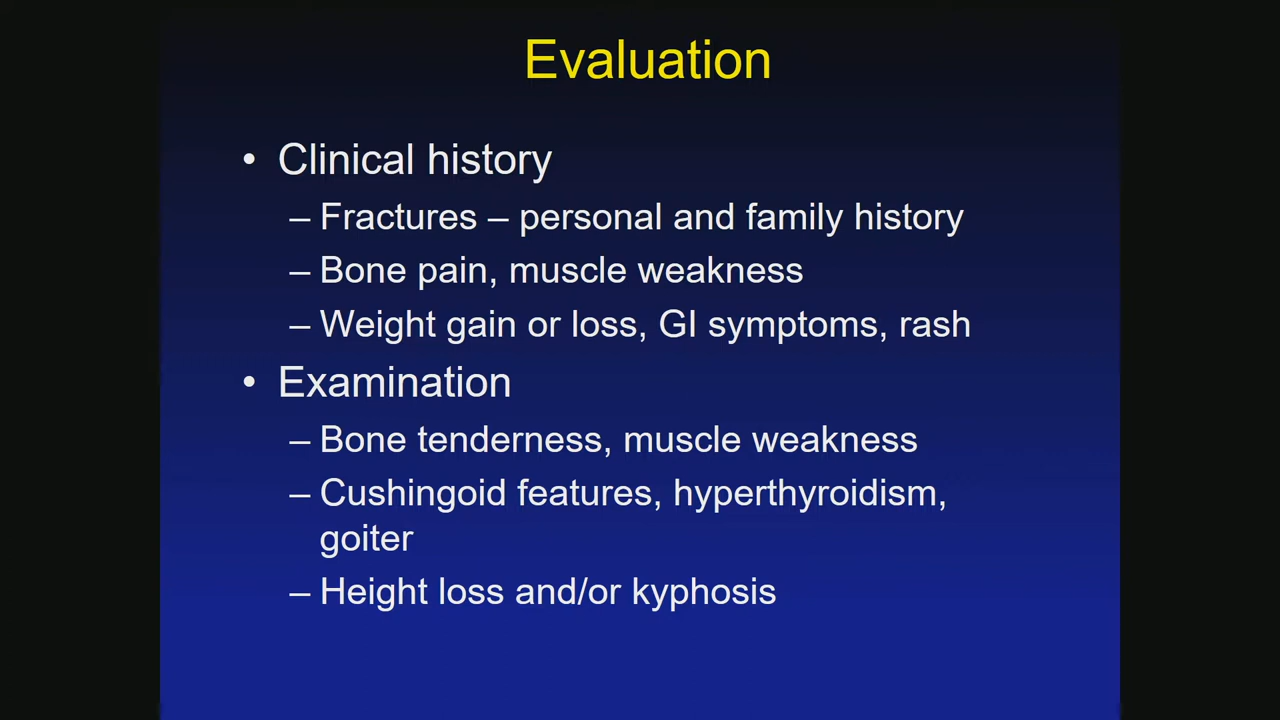 Evaluation
• Clinical history
– Fractures – personal and family history
– Bone pain, muscle weakness
– Weight gain or loss, GI symptoms, rash
• Examination
– Bone tenderness, muscle weakness
– Cushingoid features, hyperthyroidism,
goiter
– Height loss and/or kyphosis